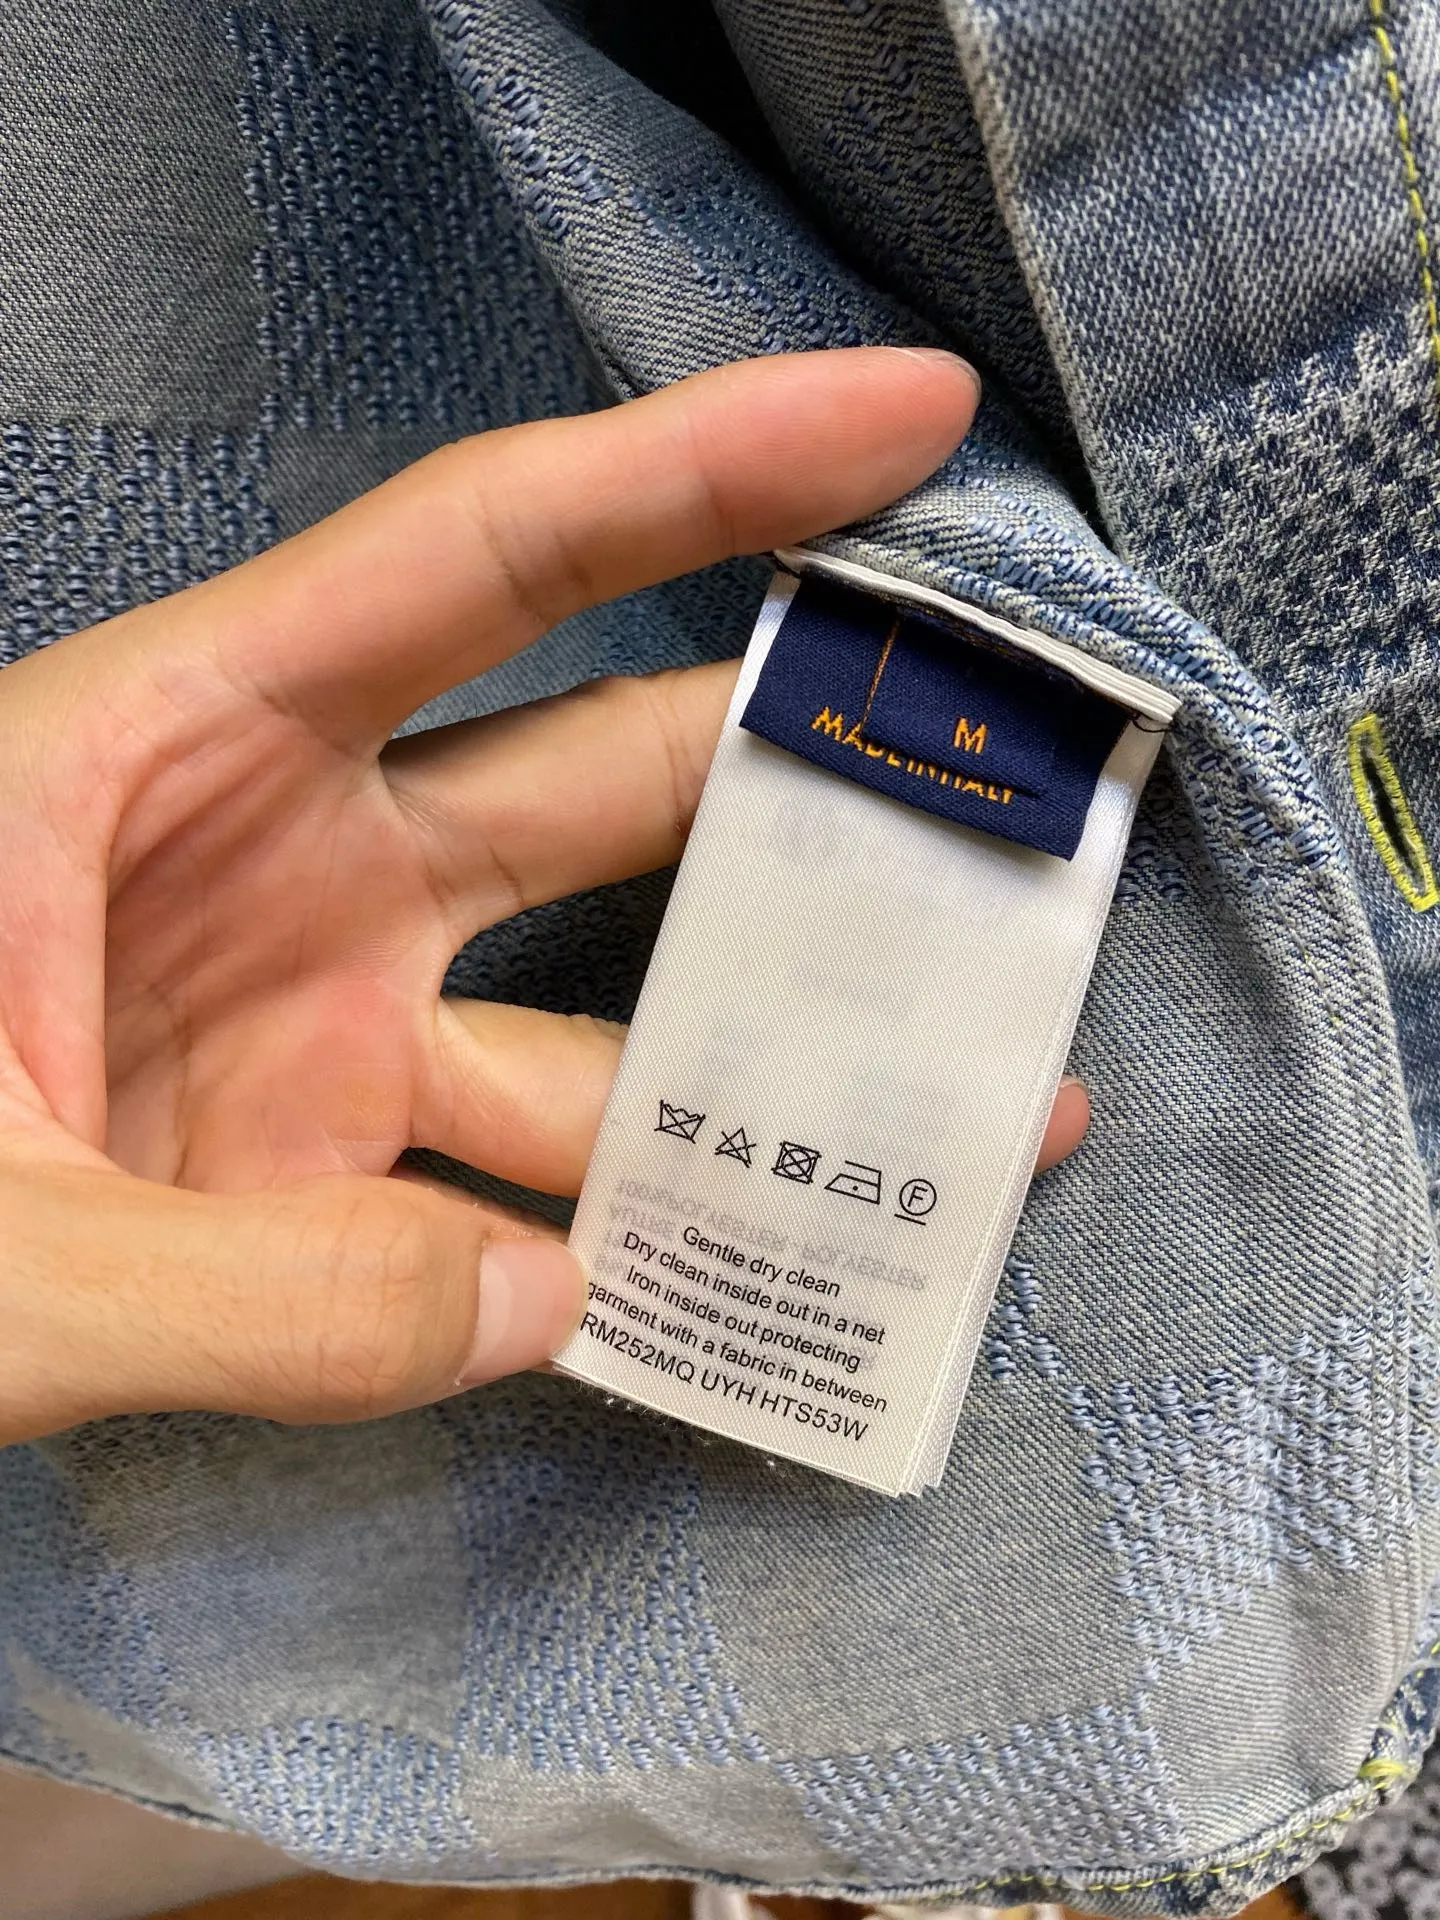 M
MADE IN ITALY
F
Gentle dry clean
Dry clean inside out in a net
Iron inside out protecting
garment with a fabric in between
RM252MQ UYH HTS53W